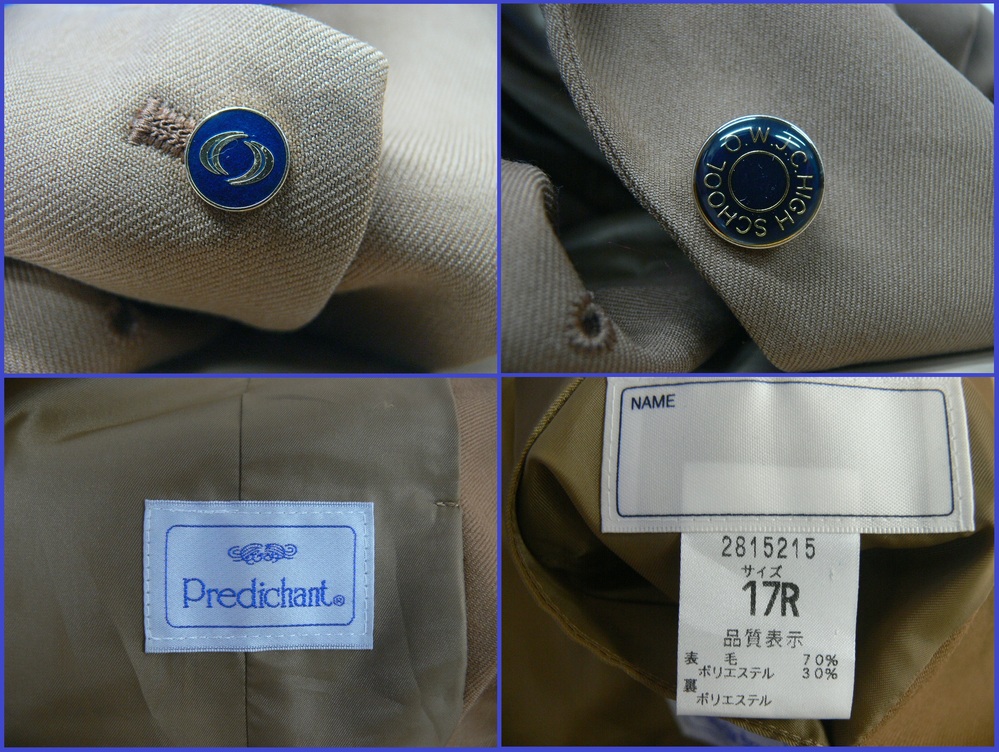 O.W.J.C.HIGH SCHOOL
Predichant®
NAME
2815215
サイズ
17R
品質表示
表 毛 70%
ポリエステル 30%
裏
ポリエステル